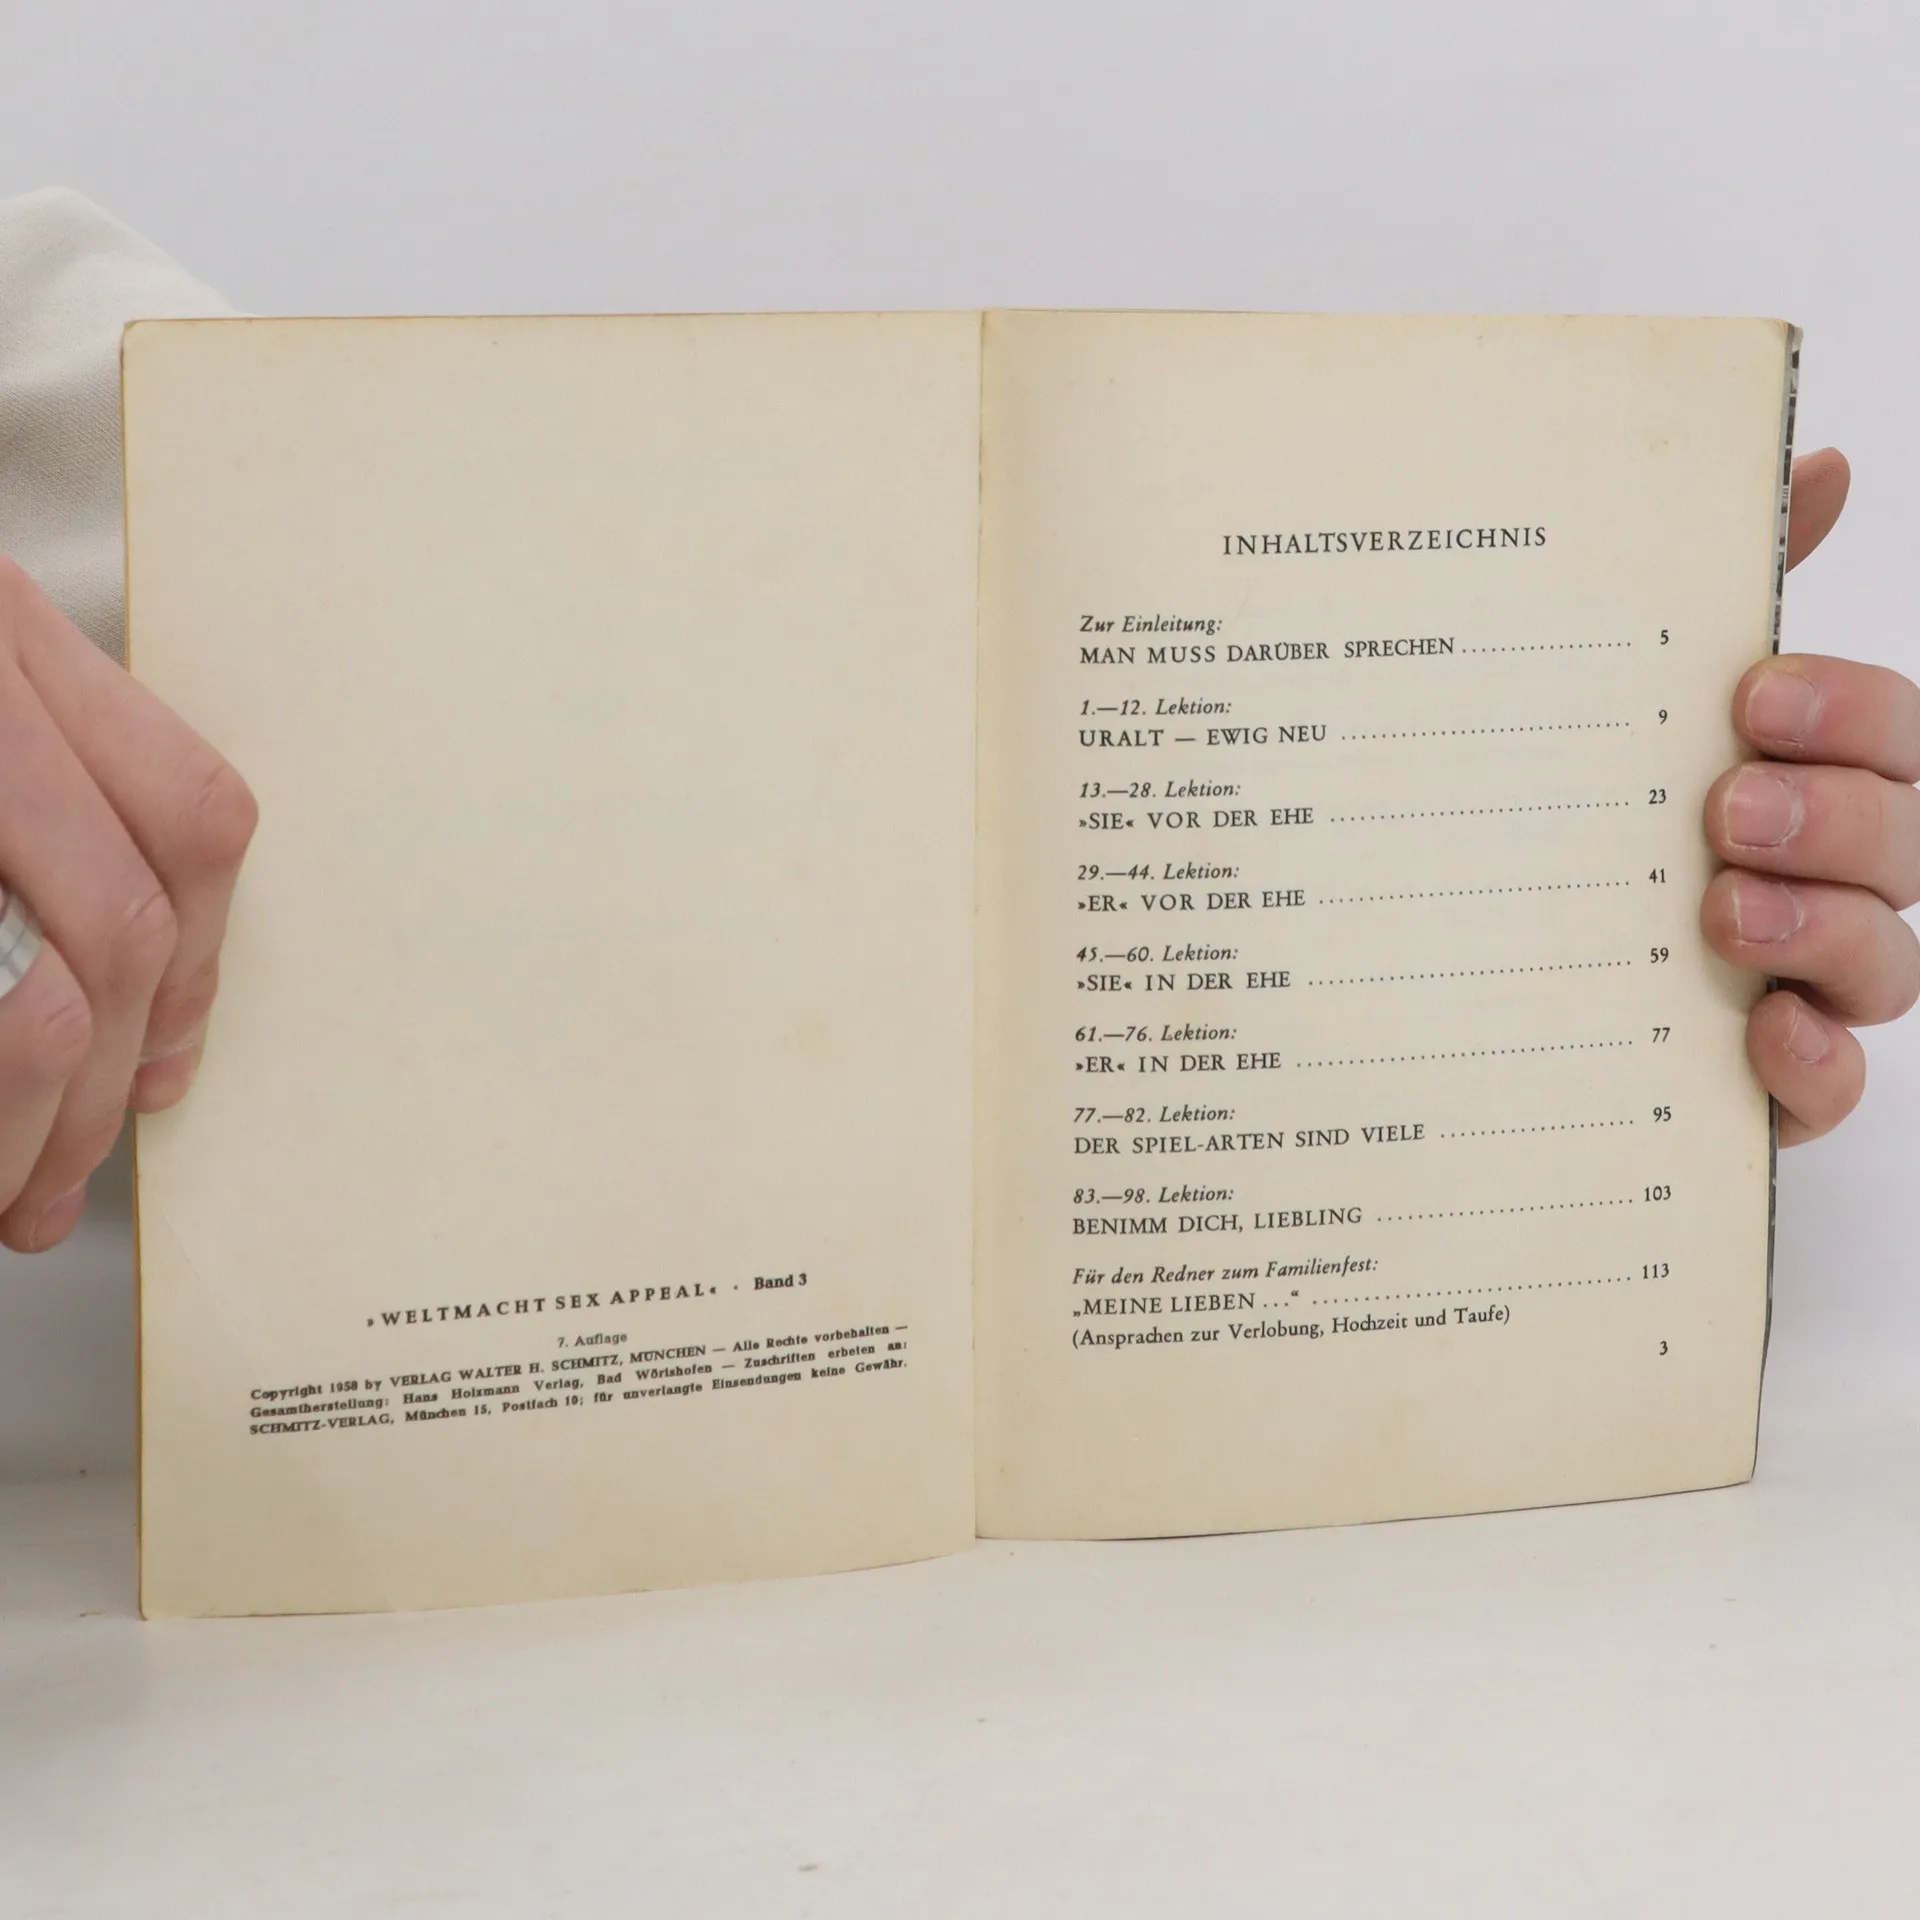 »WELTMACHT SEX APPEAL« · Band 3
7. Auflage
Copyright 1958 by VERLAG WALTER H. SCHMITZ, MÜNCHEN — Alle Rechte vorbehalten —
Gesamtherstellung: Hans Holzmann Verlag, Bad Wörishofen — Zuschriften erbeten an:
SCHMITZ-VERLAG, München 15, Postfach 10; für unverlangte Einsendungen keine Gewähr.
INHALTSVERZEICHNIS
Zur Einleitung:
MAN MUSS DARÜBER SPRECHEN ................. 5
1.—12. Lektion:
URALT — EWIG NEU ............................. 9
13.—28. Lektion:
»SIE« VOR DER EHE .............................. 23
29.—44. Lektion:
»ER« VOR DER EHE ............................... 41
45.—60. Lektion:
»SIE« IN DER EHE ................................ 59
61.—76. Lektion:
»ER« IN DER EHE ................................. 77
77.—82. Lektion:
DER SPIEL-ARTEN SIND VIELE .................... 95
83.—98. Lektion:
BENIMM DICH, LIEBLING .......................... 103
Für den Redner zum Familienfest:
„MEINE LIEBEN ...“ ................................ 113
(Ansprachen zur Verlobung, Hochzeit und Taufe)
3